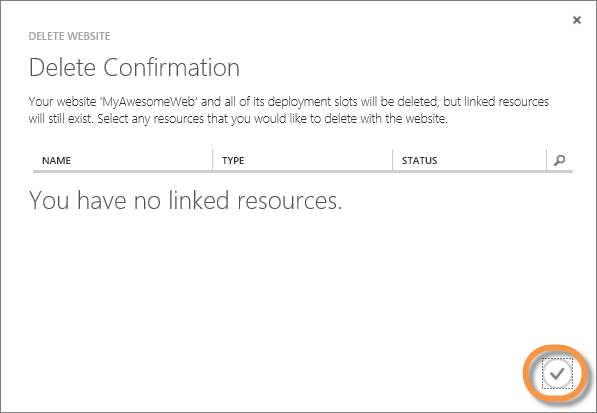 DELETE WEBSITE
Delete Confirmation
Your website 'MyAwesomeWeb' and all of its deployment slots will be deleted, but linked resources
will still exist. Select any resources that you would like to delete with the website.
NAME TYPE STATUS
You have no linked resources.